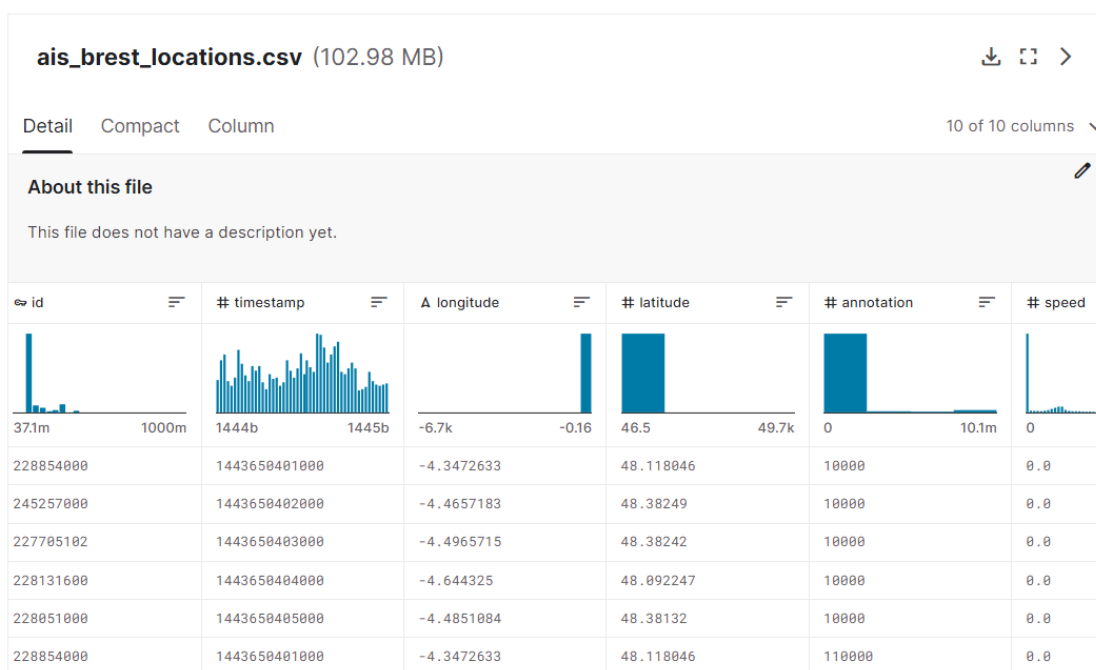 ais_brest_locations.csv (102.98 MB)
Detail Compact Column 10 of 10 columns
About this file
This file does not have a description yet.
id # timestamp A longitude # latitude # annotation # speed
37.1m 1000m 1444b 1445b -6.7k -0.16 46.5 49.7k 0 10.1m 0
228854000 1443650401000 -4.3472633 48.118046 10000 0.0
245257000 1443650402000 -4.4657183 48.38249 10000 0.0
227705102 1443650403000 -4.4965715 48.38242 10000 0.0
228131600 1443650404000 -4.644325 48.092247 10000 0.0
228051000 1443650405000 -4.4851084 48.38132 10000 0.0
228854000 1443650401000 -4.3472633 48.118046 110000 0.0